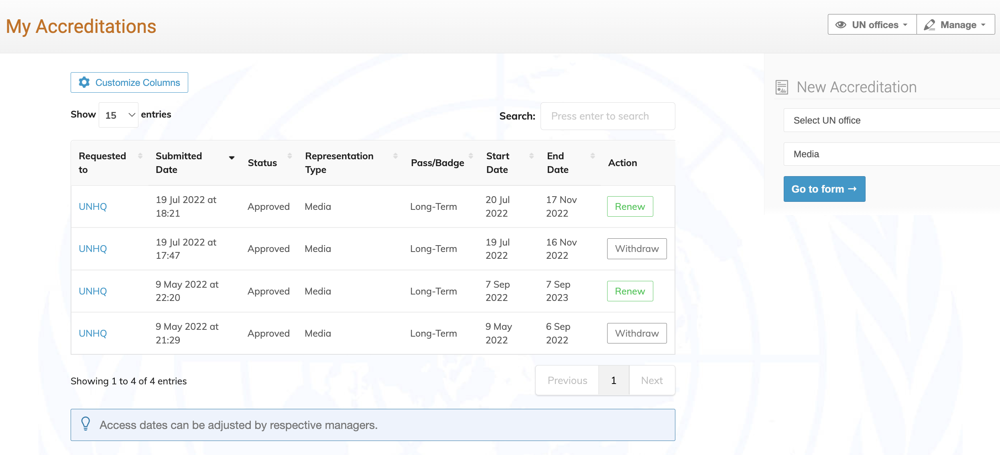 My Accreditations
UN offices
Manage
Customize Columns
Show 15 entries
Search: Press enter to search
Requested to
Submitted Date
Status
Representation Type
Pass/Badge
Start Date
End Date
Action
UNHQ
19 Jul 2022 at 18:21
Approved
Media
Long-Term
20 Jul 2022
17 Nov 2022
Renew
UNHQ
19 Jul 2022 at 17:47
Approved
Media
Long-Term
19 Jul 2022
16 Nov 2022
Withdraw
UNHQ
9 May 2022 at 22:20
Approved
Media
Long-Term
7 Sep 2022
7 Sep 2023
Renew
UNHQ
9 May 2022 at 21:29
Approved
Media
Long-Term
9 May 2022
6 Sep 2022
Withdraw
Showing 1 to 4 of 4 entries
Previous 1 Next
Access dates can be adjusted by respective managers.
New Accreditation
Select UN office
Media
Go to form →